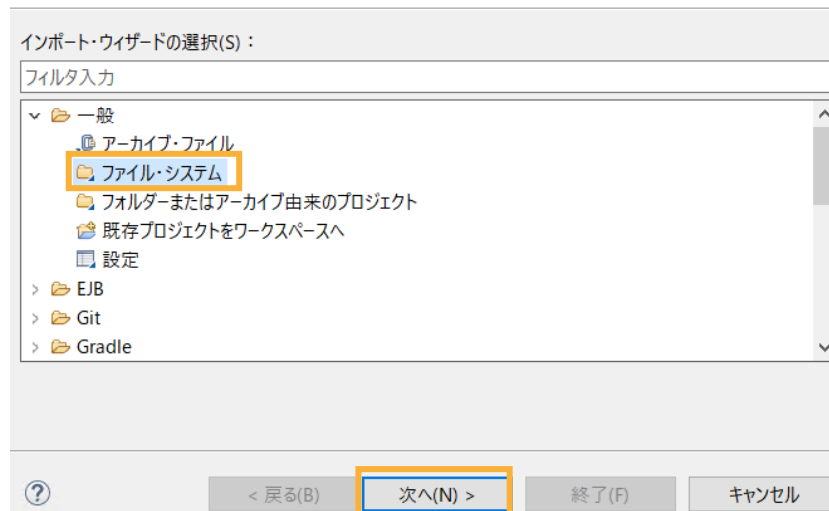 インポート・ウィザードの選択(S)：
フィルタ入力
一般
アーカイブ・ファイル
ファイル・システム
フォルダーまたはアーカイブ由来のプロジェクト
既存プロジェクトをワークスペースへ
設定
EJB
Git
Gradle
? < 戻る(B) 次へ(N) > 終了(F) キャンセル